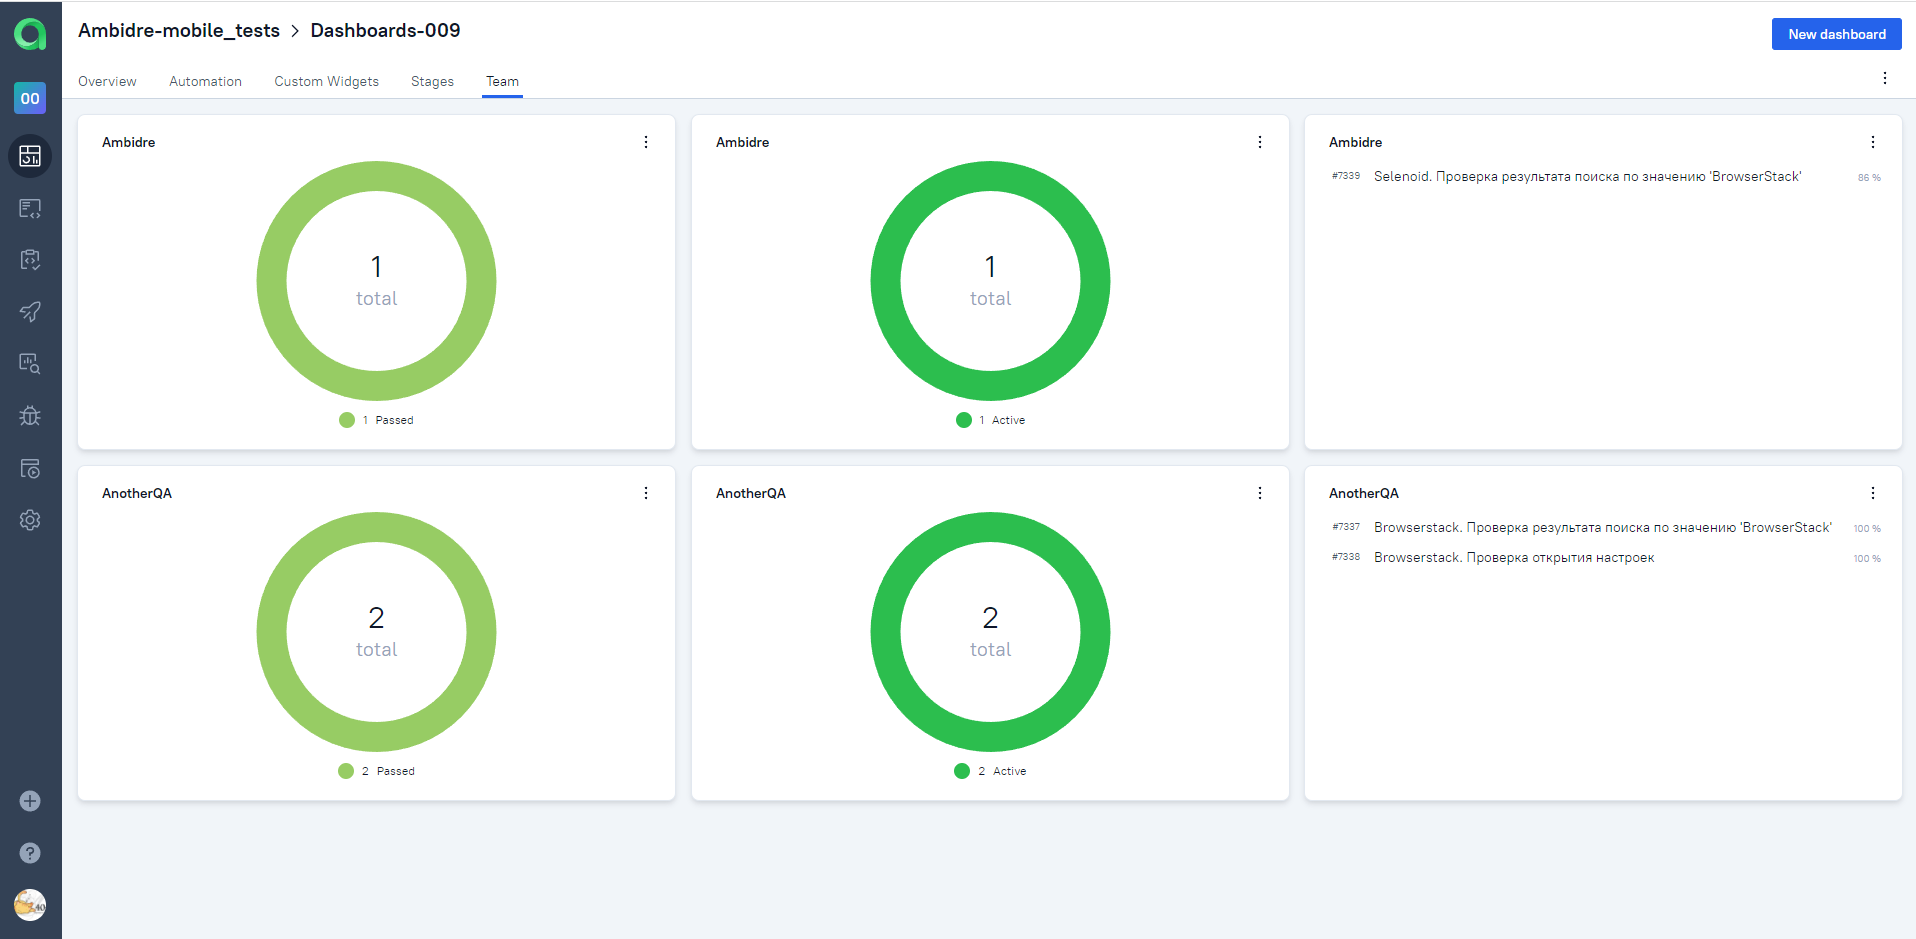 Ambidre-mobile_tests > Dashboards-009
New dashboard
Overview Automation Custom Widgets Stages Team
00
Ambidre
1
total
1 Passed
Ambidre
1
total
1 Active
Ambidre
#7339 Selenoid. Проверка результата поиска по значению 'BrowserStack' 86 %
AnotherQA
2
total
2 Passed
AnotherQA
2
total
2 Active
AnotherQA
#7337 Browserstack. Проверка результата поиска по значению 'BrowserStack' 100 %
#7338 Browserstack. Проверка открытия настроек 100 %